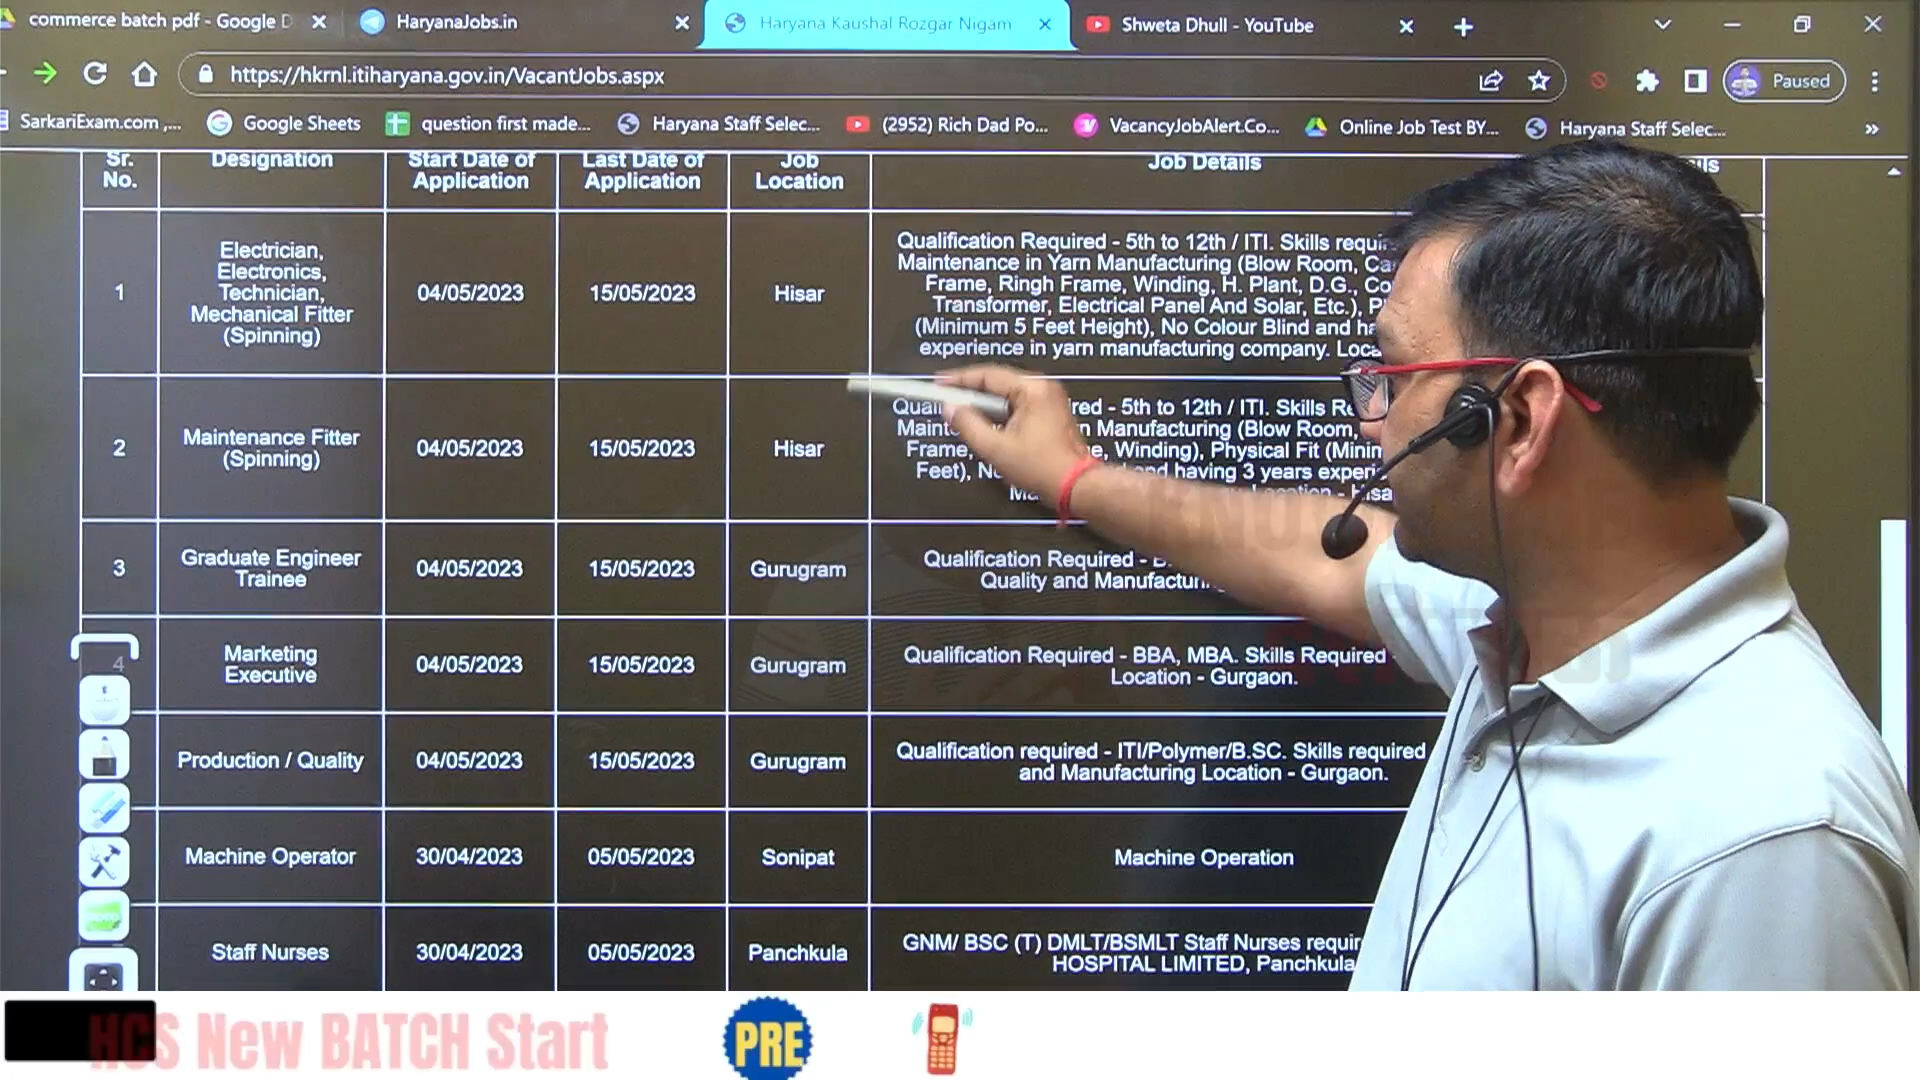 commerce batch pdf - Google D
HaryanaJobs.in
Haryana Kaushal Rozgar Nigam
Shweta Dhull - YouTube
https://hkrnl.itiharyana.gov.in/VacantJobs.aspx
Paused
SarkariExam.com ,...
Google Sheets
question first made...
Haryana Staff Selec...
(2952) Rich Dad Po...
VacancyJobAlert.Co...
Online Job Test BY...
Haryana Staff Selec...
Sr. No.
Designation
Start Date of Application
Last Date of Application
Job Location
Job Details
1
Electrician,
Electronics,
Technician,
Mechanical Fitter
(Spinning)
04/05/2023
15/05/2023
Hisar
Qualification Required - 5th to 12th / ITI. Skills
Maintenance in Yarn Manufacturing (Blow Room,
Frame, Ringh Frame, Winding, H. Plant, D.G.,
Transformer, Electrical Panel And Solar, Etc.),
(Minimum 5 Feet Height), No Colour Blind and
experience in yarn manufacturing company.
2
Maintenance Fitter
(Spinning)
04/05/2023
15/05/2023
Hisar
- 5th to 12th / ITI. Skills
Manufacturing (Blow Room,
Frame, Winding), Physical Fit
Feet), and having 3 years
Location -
3
Graduate Engineer
Trainee
04/05/2023
15/05/2023
Gurugram
Qualification Required -
Quality and
4
Marketing
Executive
04/05/2023
15/05/2023
Gurugram
Qualification Required - BBA, MBA. Skills Required
Location - Gurgaon.
Production / Quality
04/05/2023
15/05/2023
Gurugram
Qualification required - ITI/Polymer/B.SC. Skills required
and Manufacturing Location - Gurgaon.
Machine Operator
30/04/2023
05/05/2023
Sonipat
Machine Operation
Staff Nurses
30/04/2023
05/05/2023
Panchkula
GNM/ BSC (T) DMLT/BSMLT Staff Nurses
HOSPITAL LIMITED, Panchkula
HCS New BATCH Start
PRE